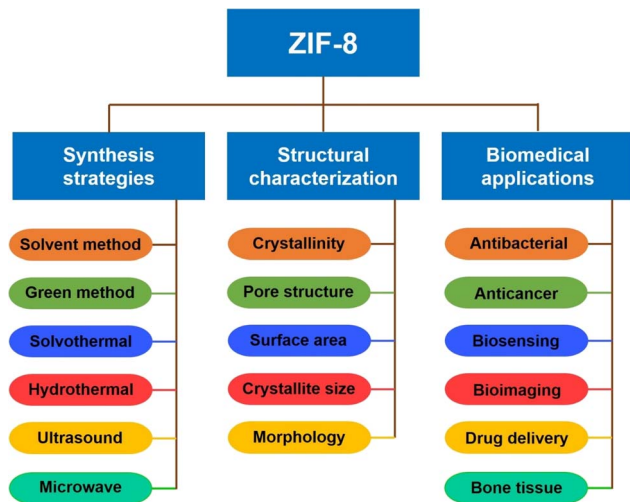 ZIF-8
Synthesis
strategies
Solvent method
Green method
Solvothermal
Hydrothermal
Ultrasound
Microwave
Structural
characterization
Crystallinity
Pore structure
Surface area
Crystallite size
Morphology
Biomedical
applications
Antibacterial
Anticancer
Biosensing
Bioimaging
Drug delivery
Bone tissue